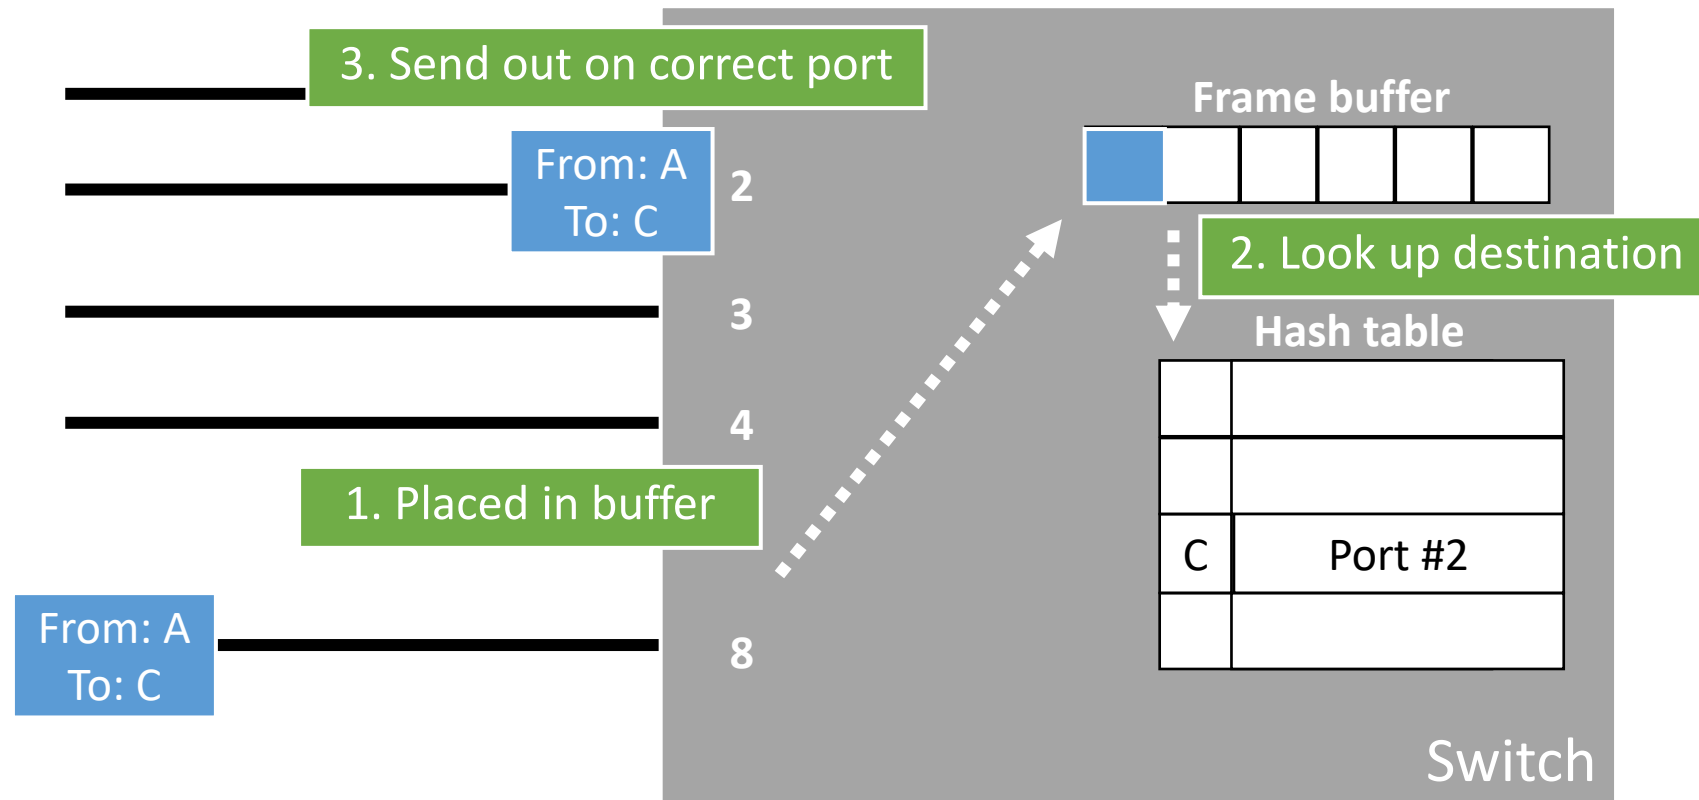 3. Send out on correct port
Frame buffer
From: A
To: C
2
2. Look up destination
3
Hash table
4
1. Placed in buffer
C Port #2
From: A
To: C
8
Switch